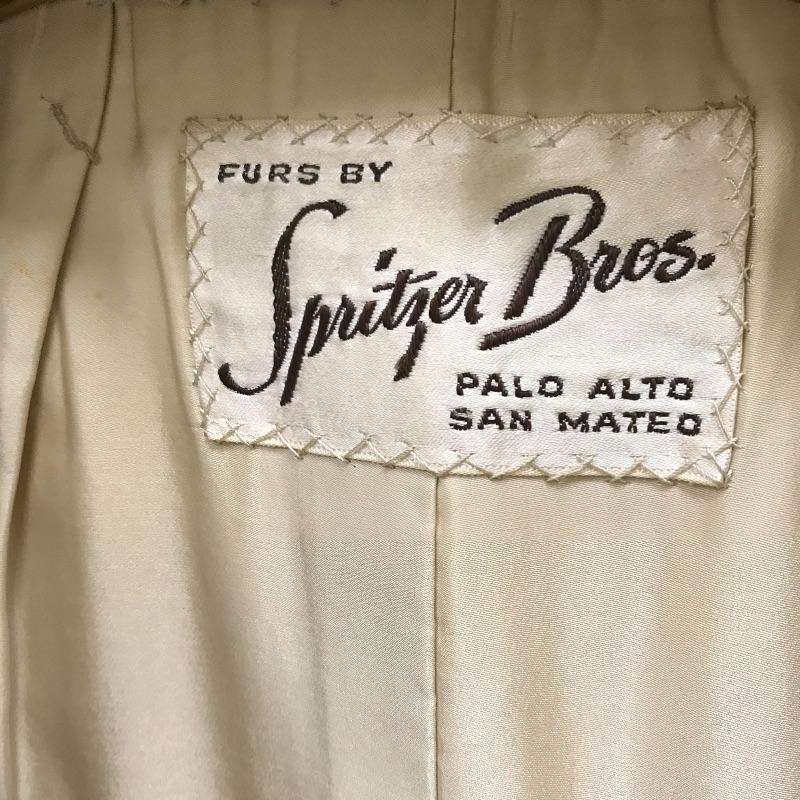 FURS BY
Spritzer Bros.
PALO ALTO
SAN MATEO